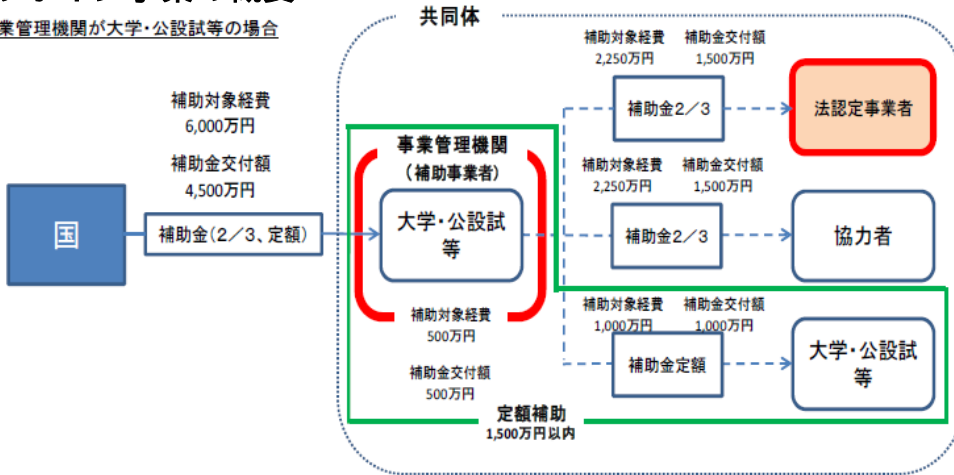 事業の概要
業管理機関が大学・公設試等の場合
共同体
補助対象経費
6,000万円
補助金交付額
4,500万円
国
補助金(2/3、定額)
事業管理機関
(補助事業者)
大学・公設試
等
補助対象経費
500万円
補助金交付額
500万円
補助対象経費 補助金交付額
2,250万円 1,500万円
補助金2/3
法認定事業者
補助対象経費 補助金交付額
2,250万円 1,500万円
補助金2/3
協力者
補助対象経費 補助金交付額
1,000万円 1,000万円
補助金定額
大学・公設試
等
定額補助
1,500万円以内